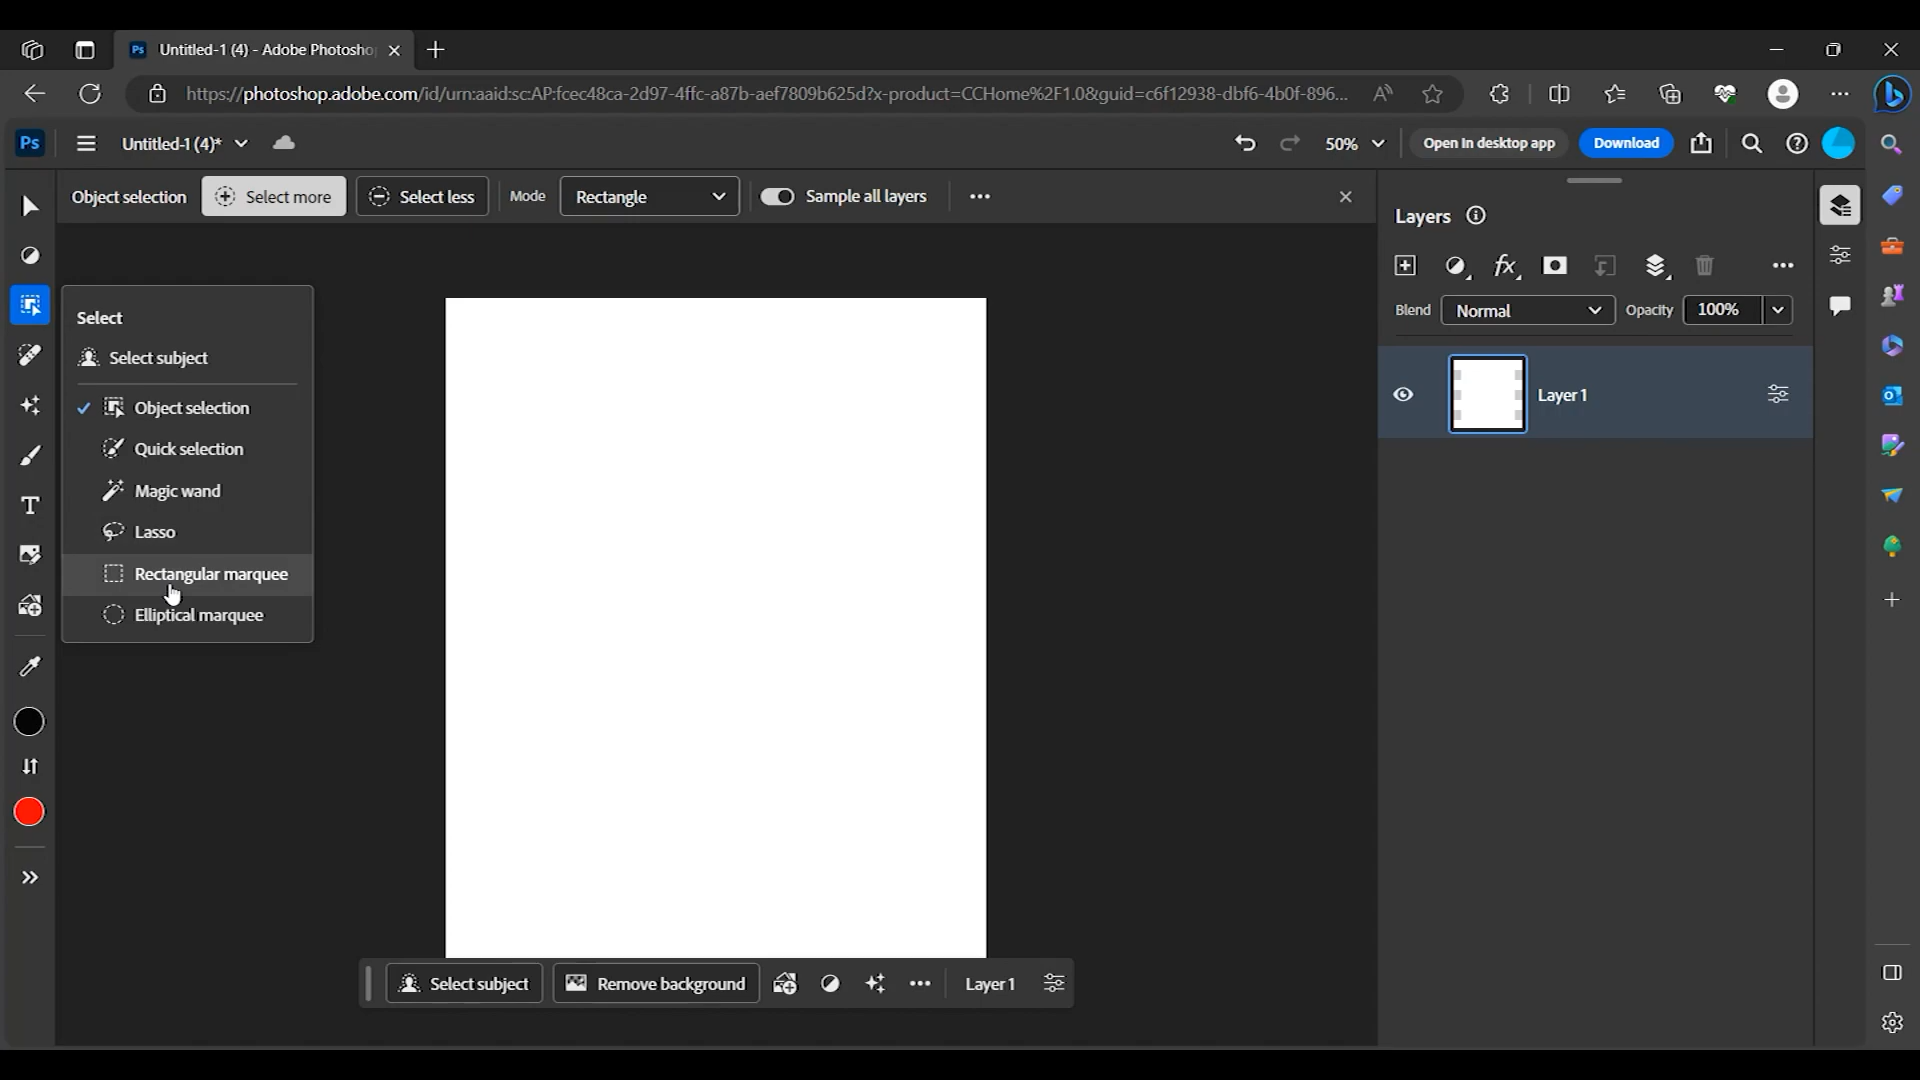 Ps Untitled-1 (4) - Adobe Photosho
https://photoshop.adobe.com/id/urn:aaid:sc:AP:fcec48ca-2d97-4ffc-a87b-aef7809b625d?x-product=CCHome%2F1.0&guid=c6f12938-dbf6-4b0f-896...
Ps Untitled-1 (4)* 50% Open in desktop app Download
Object selection Select more Select less Mode Rectangle Sample all layers
Layers
Blend Normal Opacity 100%
Layer 1
Select
Select subject
Object selection
Quick selection
Magic wand
Lasso
Rectangular marquee
Elliptical marquee
T
Select subject Remove background Layer 1